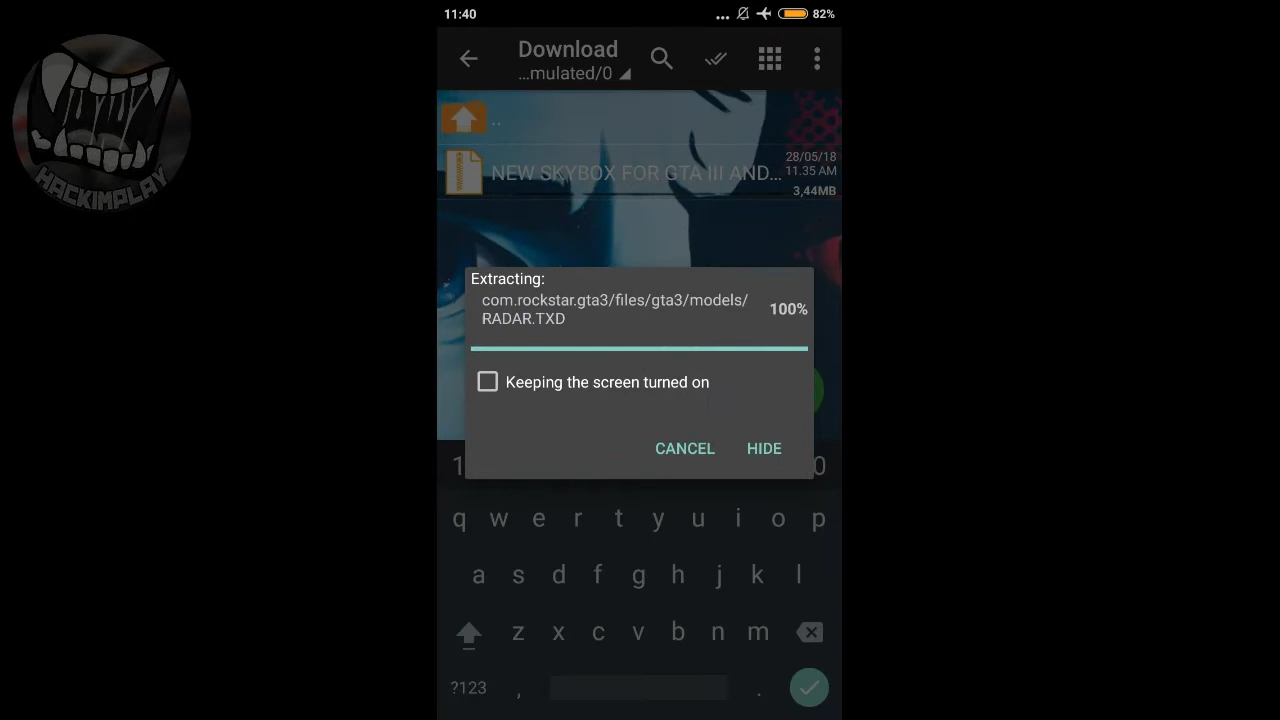 11:40
82%
HACKIMPLAY
Download
...mulated/0
..
NEW SKYBOX FOR GTA III AND...
28/05/18
11.35 AM
3,44MB
Extracting:
com.rockstar.gta3/files/gta3/models/
RADAR.TXD
100%
Keeping the screen turned on
CANCEL
HIDE
1 0
q w e r t y u i o p
a s d f g h j k l
z x c v b n m
?123 , .